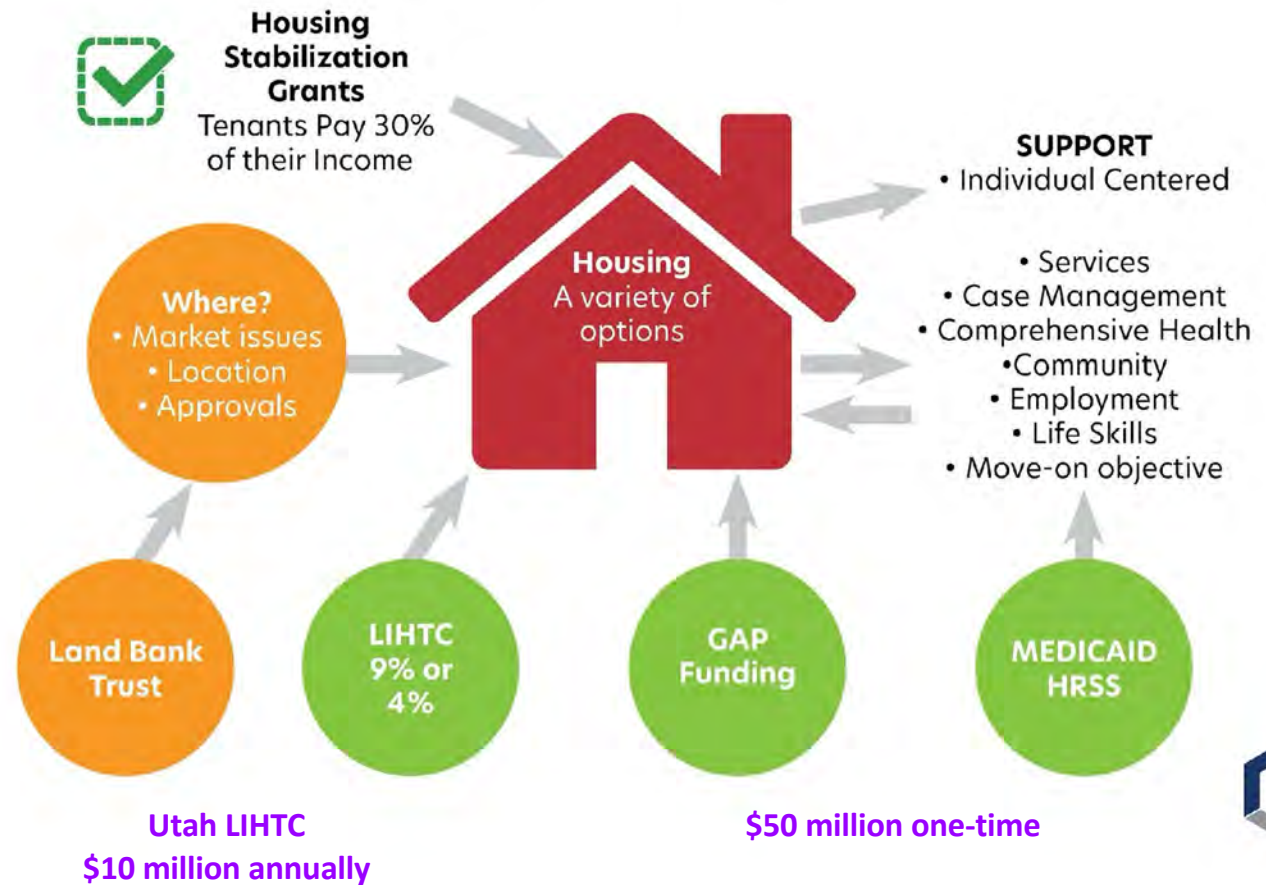 Housing
Stabilization
Grants
Tenants Pay 30%
of their Income
SUPPORT
• Individual Centered
• Services
• Case Management
• Comprehensive Health
•Community
• Employment
• Life Skills
• Move-on objective
Housing
A variety of
options
Where?
• Market issues
• Location
• Approvals
Land Bank
Trust
LIHTC
9% or
4%
GAP
Funding
MEDICAID
HRSS
Utah LIHTC
$10 million annually
$50 million one-time